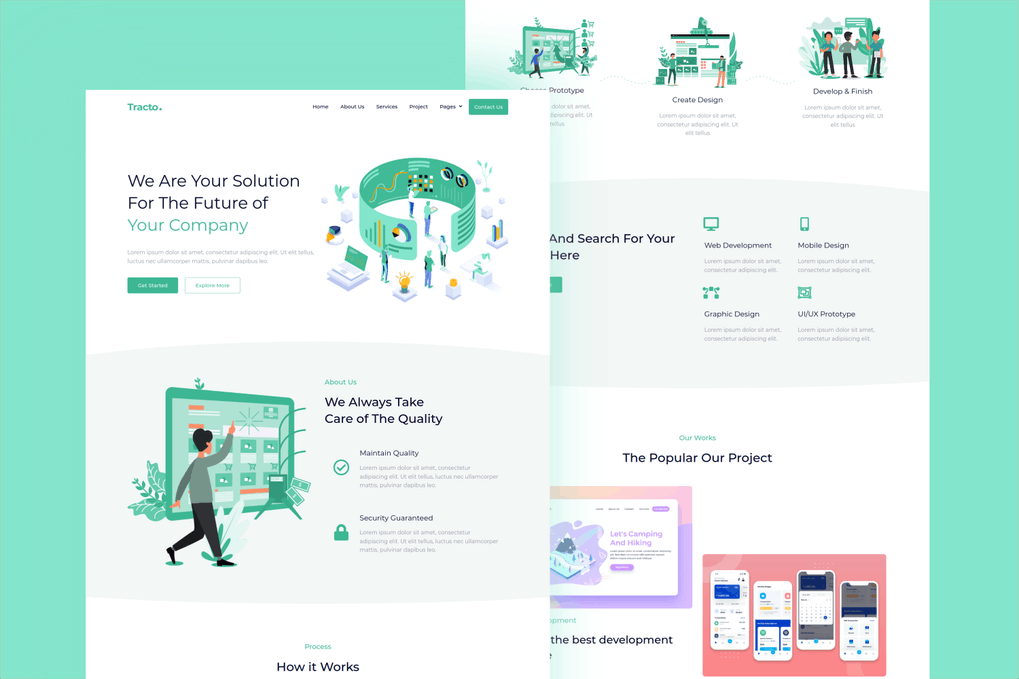 Tracto.
Home About Us Services Project Pages Contact Us
We Are Your Solution
For The Future of
Your Company
Lorem ipsum dolor sit amet, consectetur adipiscing elit. Ut elit tellus,
luctus nec ullamcorper mattis, pulvinar dapibus leo.
Get Started Explore More
About Us
We Always Take
Care of The Quality
Maintain Quality
Lorem ipsum dolor sit amet, consectetur
adipiscing elit. Ut elit tellus, luctus nec ullamcorper
mattis, pulvinar dapibus leo.
Security Guaranteed
Lorem ipsum dolor sit amet, consectetur
adipiscing elit. Ut elit tellus, luctus nec ullamcorper
mattis, pulvinar dapibus leo.
Process
How it Works
Prototype
dolor sit amet,
adipiscing elit. Ut
tellus.
Create Design
Lorem ipsum dolor sit amet,
consectetur adipiscing elit. Ut
elit tellus
Develop & Finish
Lorem ipsum dolor sit amet,
consectetur adipiscing elit. Ut
elit tellus.
And Search For Your
Here
Web Development
Lorem ipsum dolor sit amet,
consectetur adipiscing elit.
Mobile Design
Lorem ipsum dolor sit amet,
consectetur adipiscing elit.
Graphic Design
Lorem ipsum dolor sit amet,
consectetur adipiscing elit.
UI/UX Prototype
Lorem ipsum dolor sit amet,
consectetur adipiscing elit.
Our Works
The Popular Our Project
Let's Camping
And Hiking
the best development